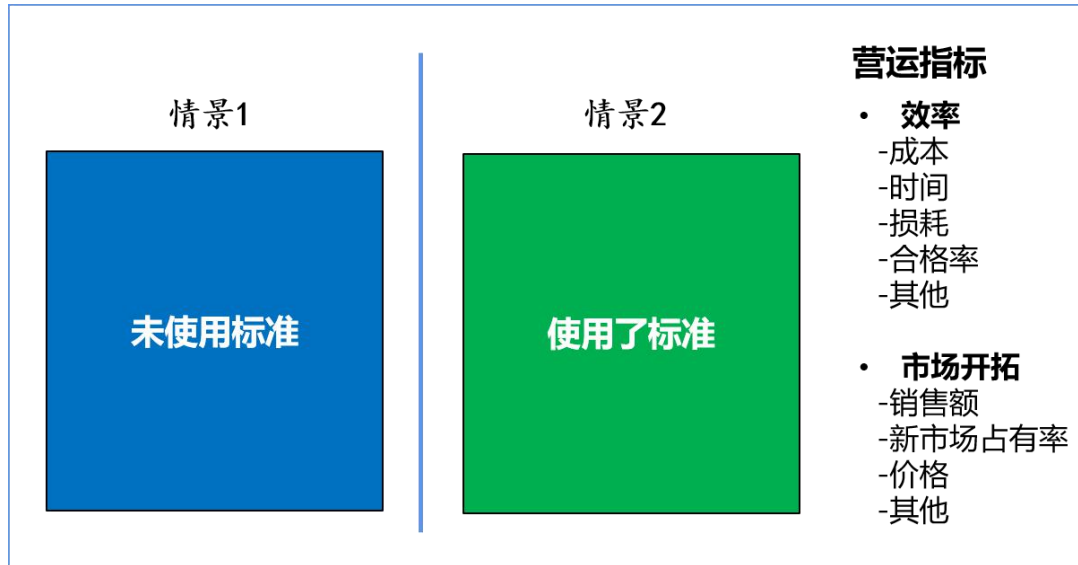 情景1
未使用标准
情景2
使用了标准
营运指标
• 效率
-成本
-时间
-损耗
-合格率
-其他
• 市场开拓
-销售额
-新市场占有率
-价格
-其他